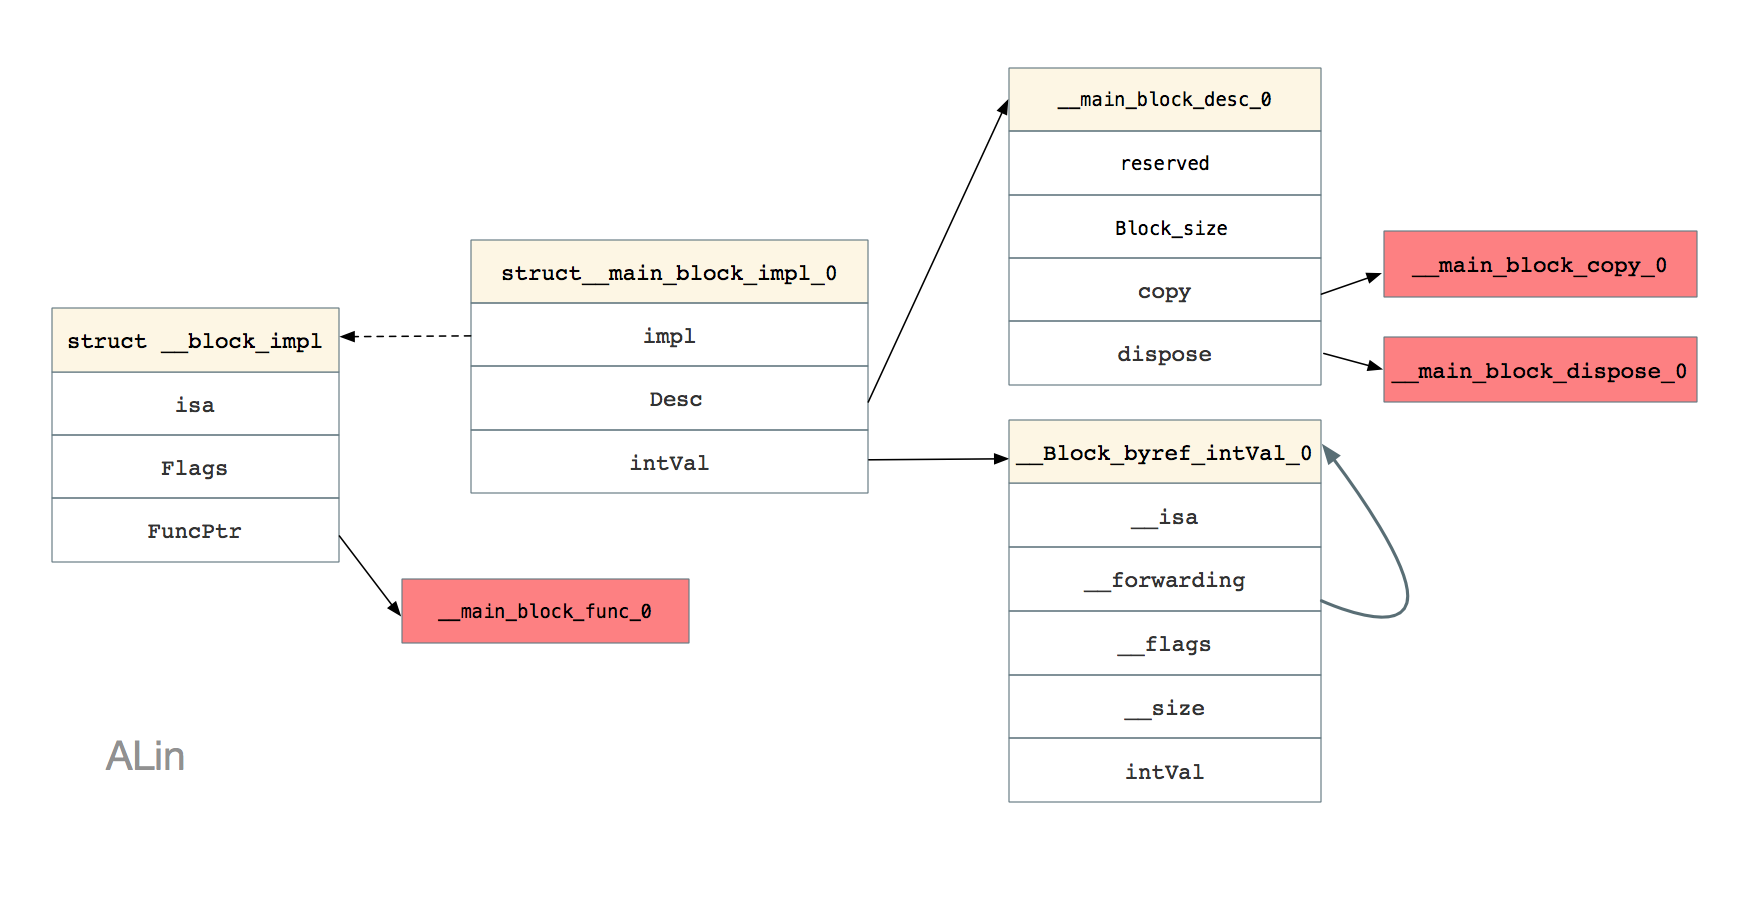 struct __block_impl
isa
Flags
FuncPtr
__main_block_func_0
struct__main_block_impl_0
impl
Desc
intVal
__main_block_desc_0
reserved
Block_size
copy
dispose
__main_block_copy_0
__main_block_dispose_0
__Block_byref_intVal_0
__isa
__forwarding
__flags
__size
intVal
ALin